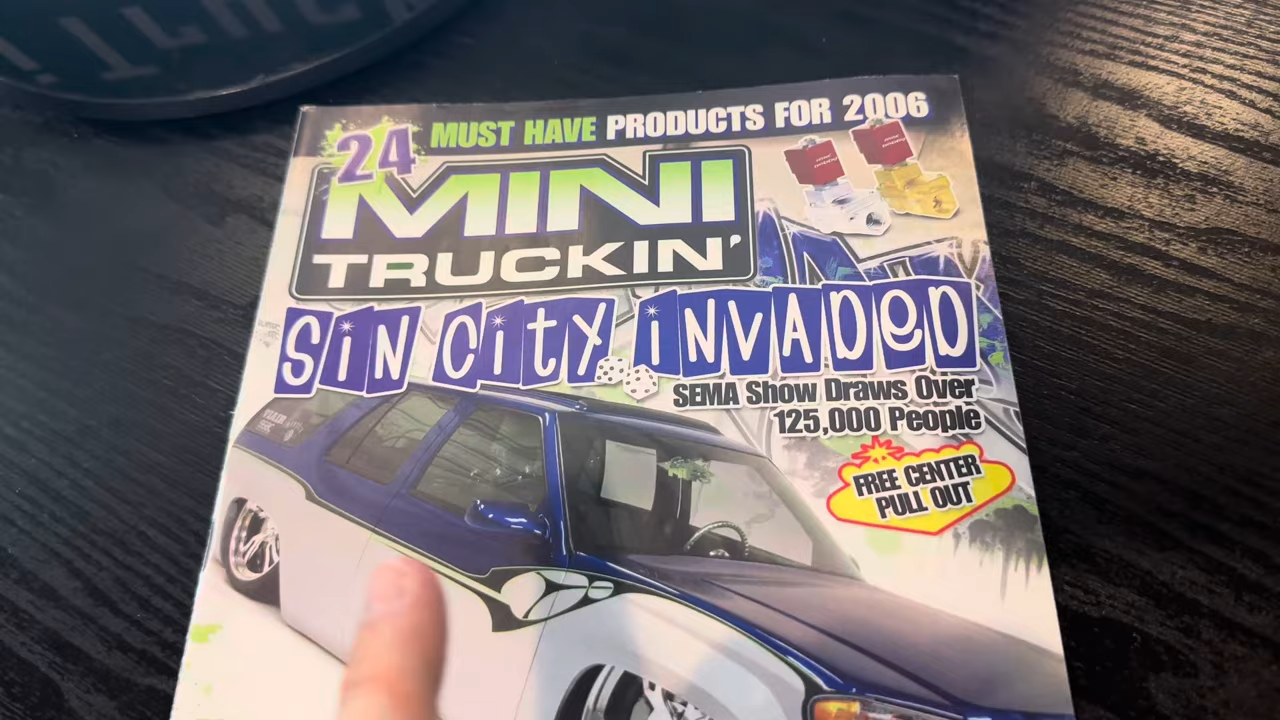 24 MUST HAVE PRODUCTS FOR 2006
MINI
TRUCKIN'
SiN CitY iNVADeD
SEMA Show Draws Over
125,000 People
FREE CENTER
PULL OUT